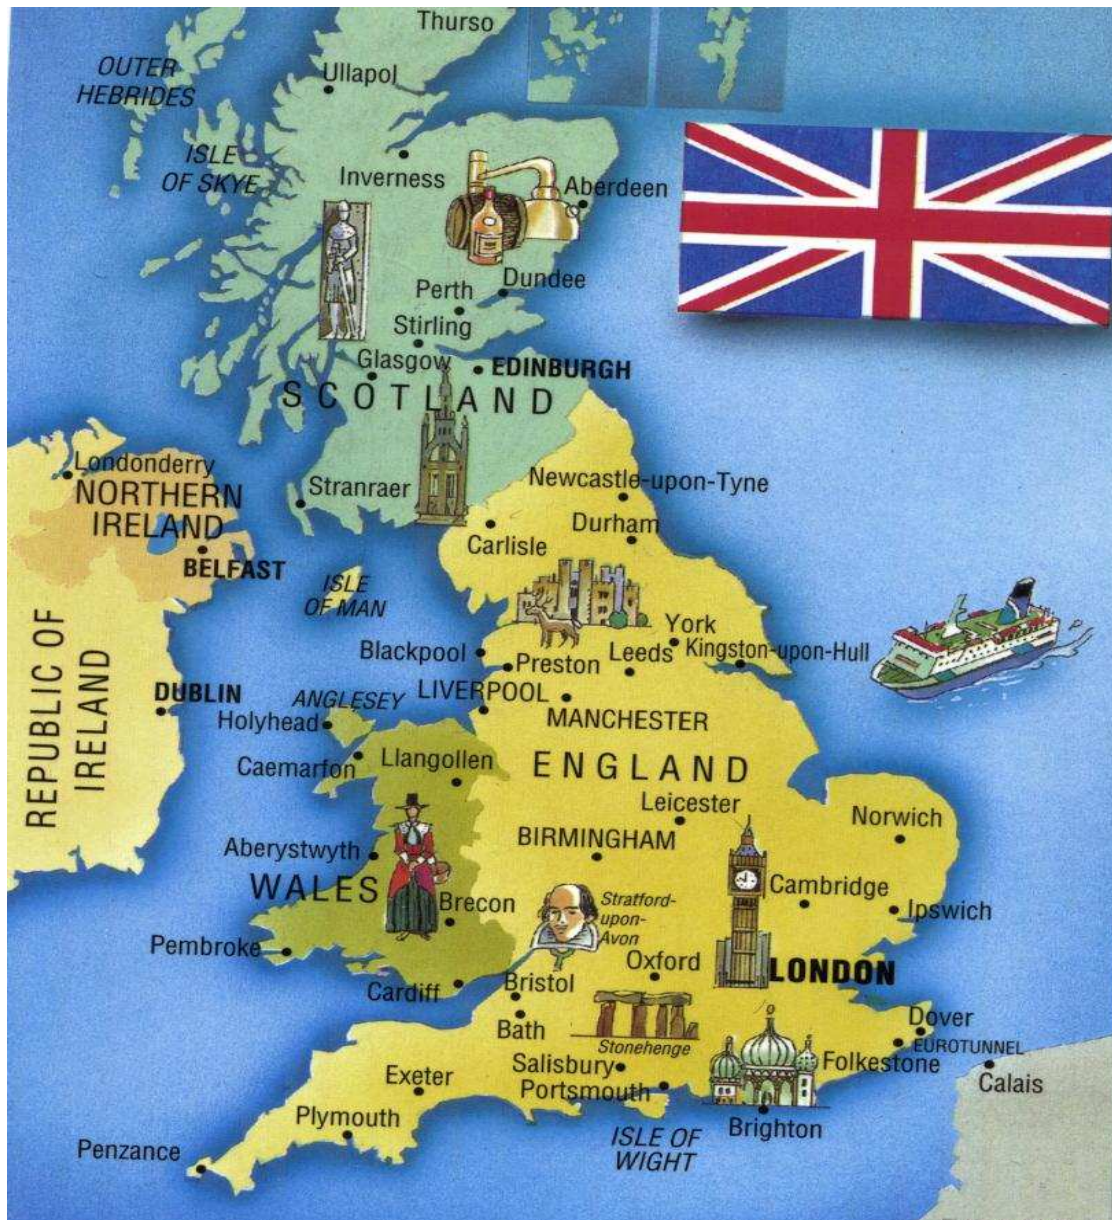 Thurso
OUTER
HEBRIDES
Ullapol
ISLE
OF SKYE
Inverness
Aberdeen
Dundee
Perth
Stirling
Glasgow
EDINBURGH
SCOTLAND
Londonderry
NORTHERN
IRELAND
BELFAST
Stranraer
Newcastle-upon-Tyne
Durham
Carlisle
ISLE
OF MAN
REPUBLIC OF
IRELAND
DUBLIN
Blackpool
Preston
Leeds
York
Kingston-upon-Hull
ANGLESEY
Holyhead
LIVERPOOL
MANCHESTER
Caemarfon
Llangollen
ENGLAND
Leicester
Norwich
BIRMINGHAM
Aberystwyth
WALES
Brecon
Stratford-
upon-
Avon
Cambridge
Ipswich
Pembroke
Cardiff
Oxford
LONDON
Bristol
Bath
Stonehenge
Salisbury
Portsmouth
Dover
Folkestone
EUROTUNNEL
Calais
Exeter
Plymouth
Penzance
ISLE OF
WIGHT
Brighton